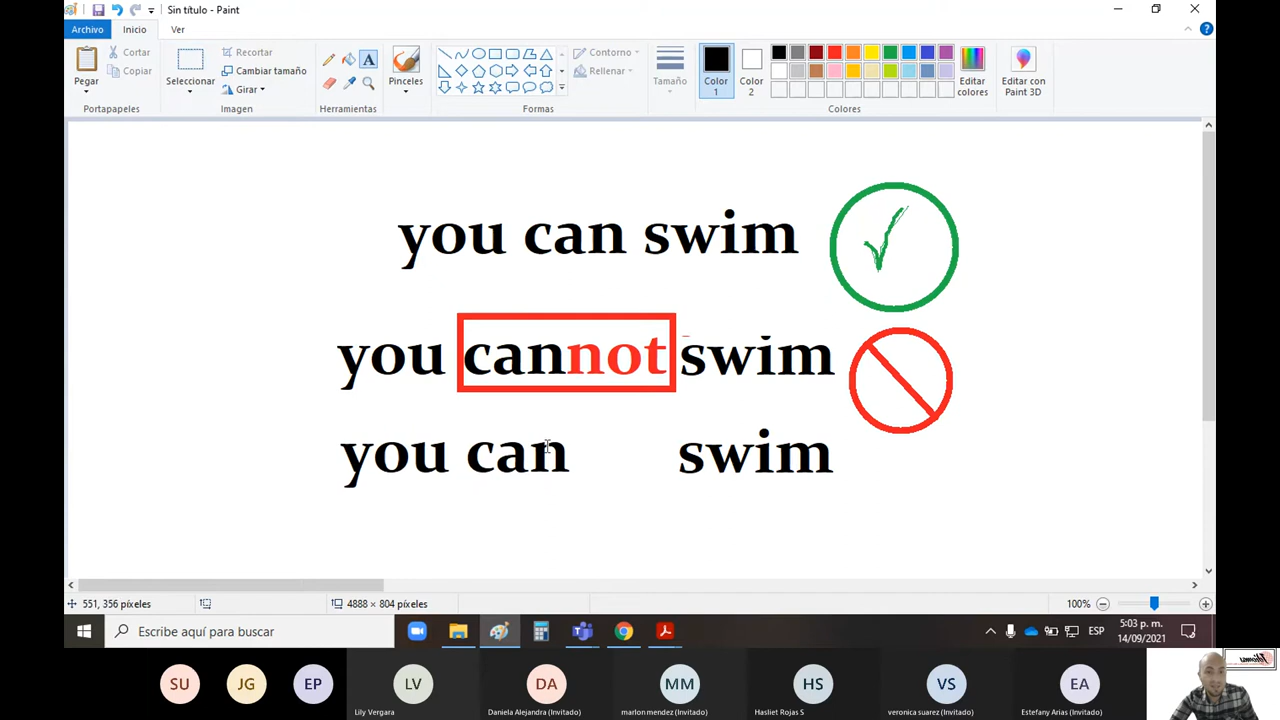 Sin título - Paint
Archivo Inicio Ver
Pegar
Cortar
Copiar
Portapapeles
Seleccionar
Recortar
Cambiar tamaño
Girar
Imagen
A
Herramientas
Pinceles
Contorno
Rellenar
Formas
Tamaño
Color 1
Color 2
Editar colores
Editar con Paint 3D
Colores
you can swim
you cannot swim
you can swim
551, 356 píxeles
4888 × 804 píxeles
100%
Escribe aquí para buscar
ESP
5:03 p. m.
14/09/2021
SU JG EP LV DA MM HS VS EA
Lily Vergara
Daniela Alejandra (Invitado)
marlon mendez (Invitado)
Hasliet Rojas S
veronica suarez (Invitado)
Estefany Arias (Invitado)